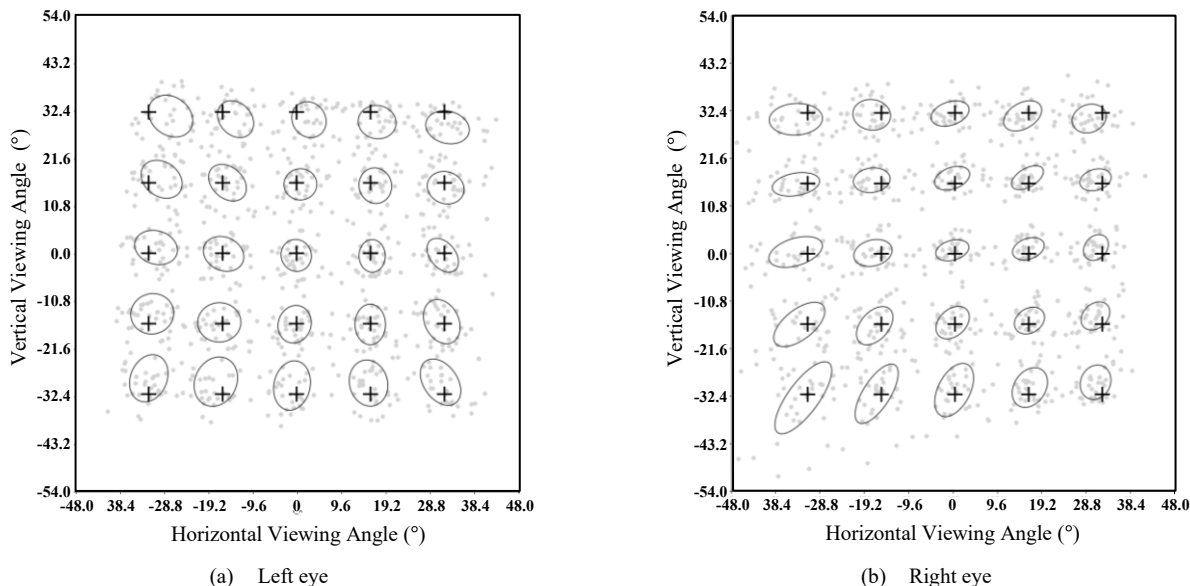 54.0
43.2
32.4
21.6
10.8
0.0
-10.8
-21.6
-32.4
-43.2
-54.0
Vertical Viewing Angle (°)
-48.0 38.4 -28.8 -19.2 -9.6 0. 9.6 19.2 28.8 38.4 48.0
Horizontal Viewing Angle (°)
(a) Left eye
54.0
43.2
32.4
21.6
10.8
0.0
-10.8
-21.6
-32.4
-43.2
-54.0
Vertical Viewing Angle (°)
-48.0 38.4 -28.8 -19.2 -9.6 0 9.6 19.2 28.8 38.4 48.0
Horizontal Viewing Angle (°)
(b) Right eye